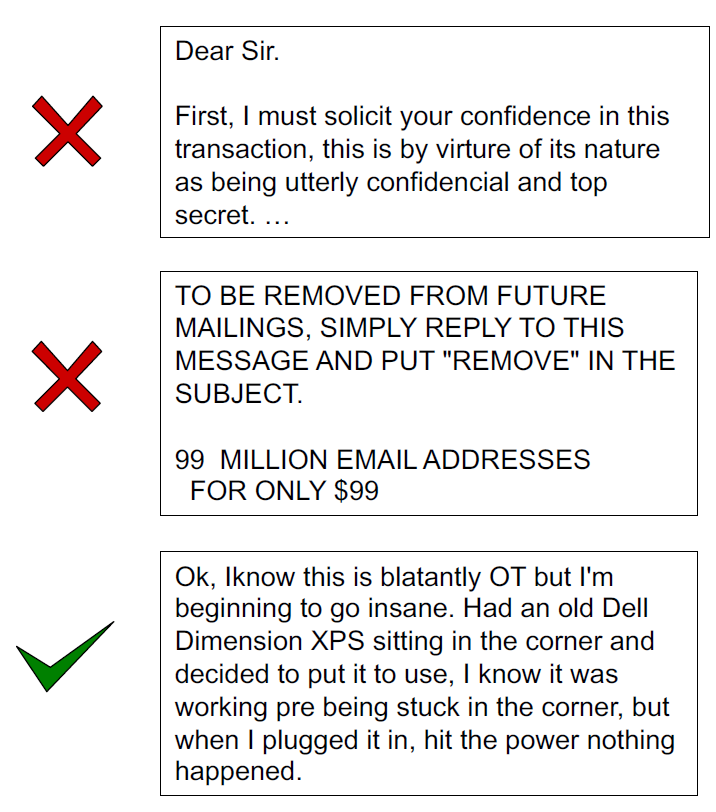 Dear Sir.
First, I must solicit your confidence in this
transaction, this is by virture of its nature
as being utterly confidencial and top
secret. …
TO BE REMOVED FROM FUTURE
MAILINGS, SIMPLY REPLY TO THIS
MESSAGE AND PUT "REMOVE" IN THE
SUBJECT.
99  MILLION EMAIL ADDRESSES
FOR ONLY $99
Ok, Iknow this is blatantly OT but I'm
beginning to go insane. Had an old Dell
Dimension XPS sitting in the corner and
decided to put it to use, I know it was
working pre being stuck in the corner, but
when I plugged it in, hit the power nothing
happened.